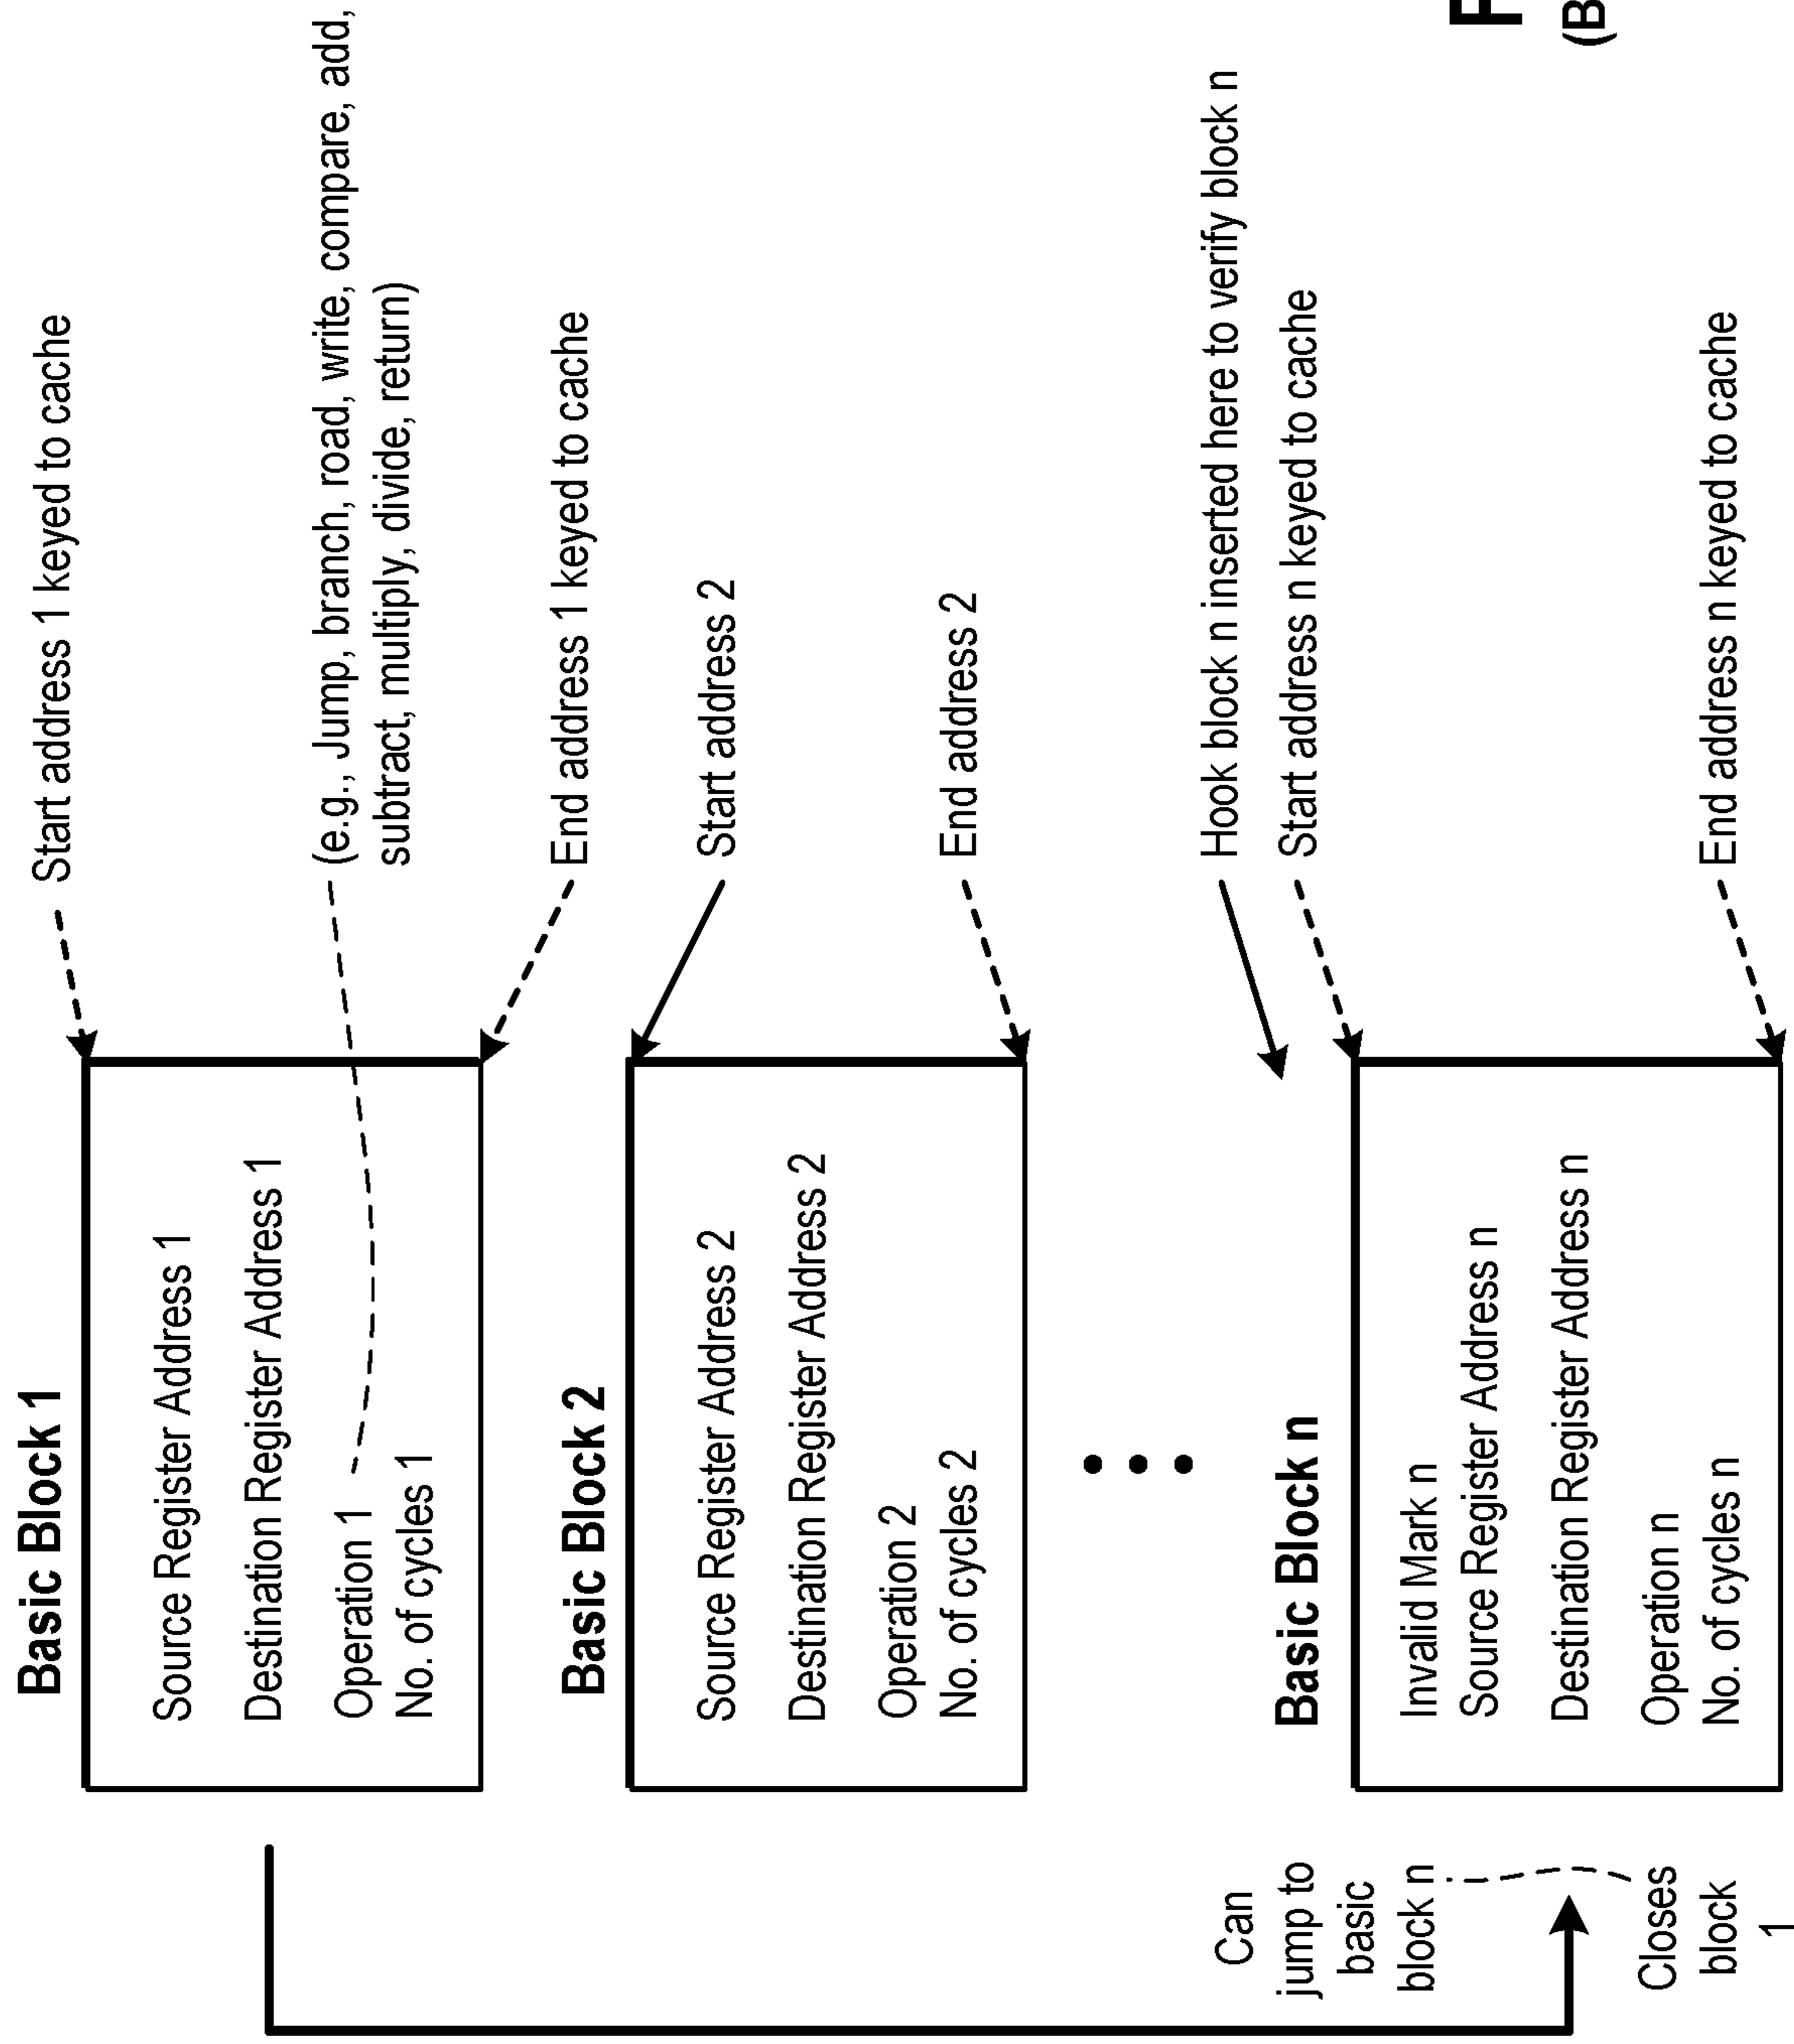 Basic Block 1
Start address 1 keyed to cache
Source Register Address 1
Destination Register Address 1
Operation 1
(e.g., Jump, branch, road, write, compare, add,
subtract, multiply, divide, return)
No. of cycles 1
End address 1 keyed to cache
Basic Block 2
Start address 2
Source Register Address 2
Destination Register Address 2
Operation 2
No. of cycles 2
End address 2
Hook block n inserted here to verify block n
Basic Block n
Start address n keyed to cache
Invalid Mark n
Source Register Address n
Destination Register Address n
Operation n
No. of cycles n
End address n keyed to cache
Can
jump to
basic
block n
Closes
block
1
F
(B